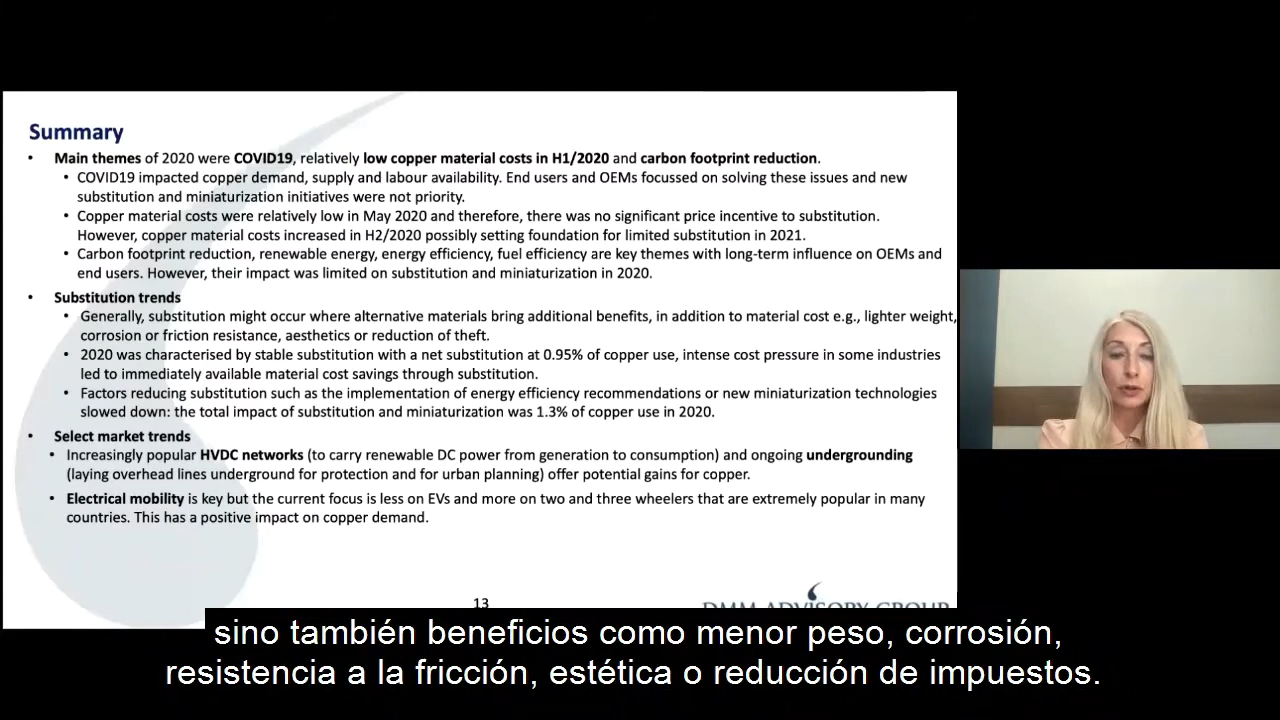 Summary
• Main themes of 2020 were COVID19, relatively low copper material costs in H1/2020 and carbon footprint reduction.
• COVID19 impacted copper demand, supply and labour availability. End users and OEMs focussed on solving these issues and new
substitution and miniaturization initiatives were not priority.
• Copper material costs were relatively low in May 2020 and therefore, there was no significant price incentive to substitution.
However, copper material costs increased in H2/2020 possibly setting foundation for limited substitution in 2021.
• Carbon footprint reduction, renewable energy, energy efficiency, fuel efficiency are key themes with long-term influence on OEMs and
end users. However, their impact was limited on substitution and miniaturization in 2020.
• Substitution trends
• Generally, substitution might occur where alternative materials bring additional benefits, in addition to material cost e.g., lighter weight,
corrosion or friction resistance, aesthetics or reduction of theft.
• 2020 was characterised by stable substitution with a net substitution at 0.95% of copper use, intense cost pressure in some industries
led to immediately available material cost savings through substitution.
• Factors reducing substitution such as the implementation of energy efficiency recommendations or new miniaturization technologies
slowed down: the total impact of substitution and miniaturization was 1.3% of copper use in 2020.
• Select market trends
• Increasingly popular HVDC networks (to carry renewable DC power from generation to consumption) and ongoing undergrounding
(laying overhead lines underground for protection and for urban planning) offer potential gains for copper.
• Electrical mobility is key but the current focus is less on EVs and more on two and three wheelers that are extremely popular in many
countries. This has a positive impact on copper demand.
13
DMM ADVISORY GROUP
sino también beneficios como menor peso, corrosión,
resistencia a la fricción, estética o reducción de impuestos.